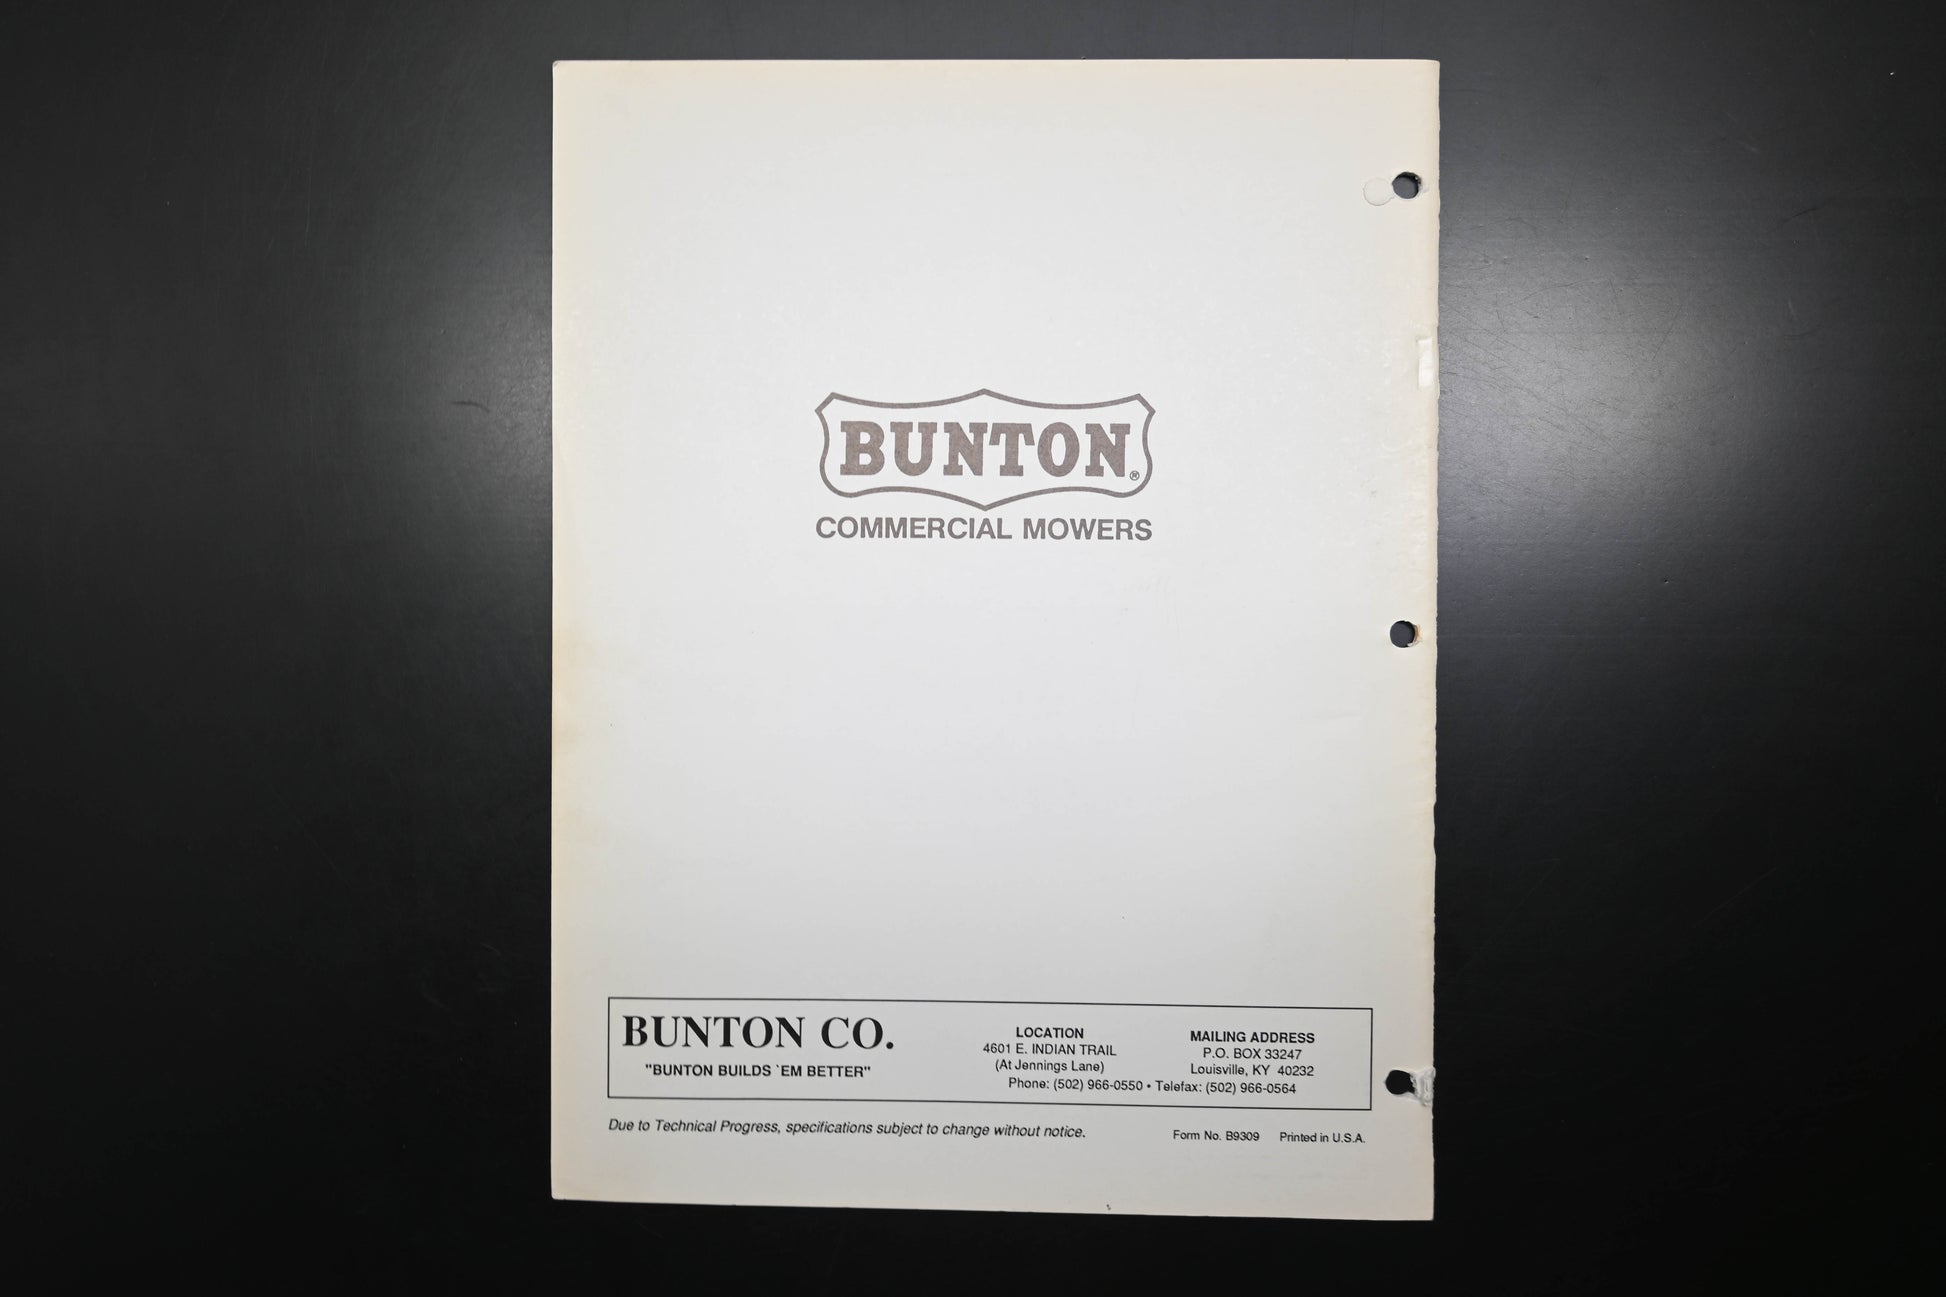 BUNTON®
COMMERCIAL MOWERS
BUNTON CO.
"BUNTON BUILDS `EM BETTER"
LOCATION
4601 E. INDIAN TRAIL
(At Jennings Lane)
MAILING ADDRESS
P.O. BOX 33247
Louisville, KY 40232
Phone: (502) 966-0550 • Telefax: (502) 966-0564
Due to Technical Progress, specifications subject to change without notice.
Form No. B9309 Printed in U.S.A.